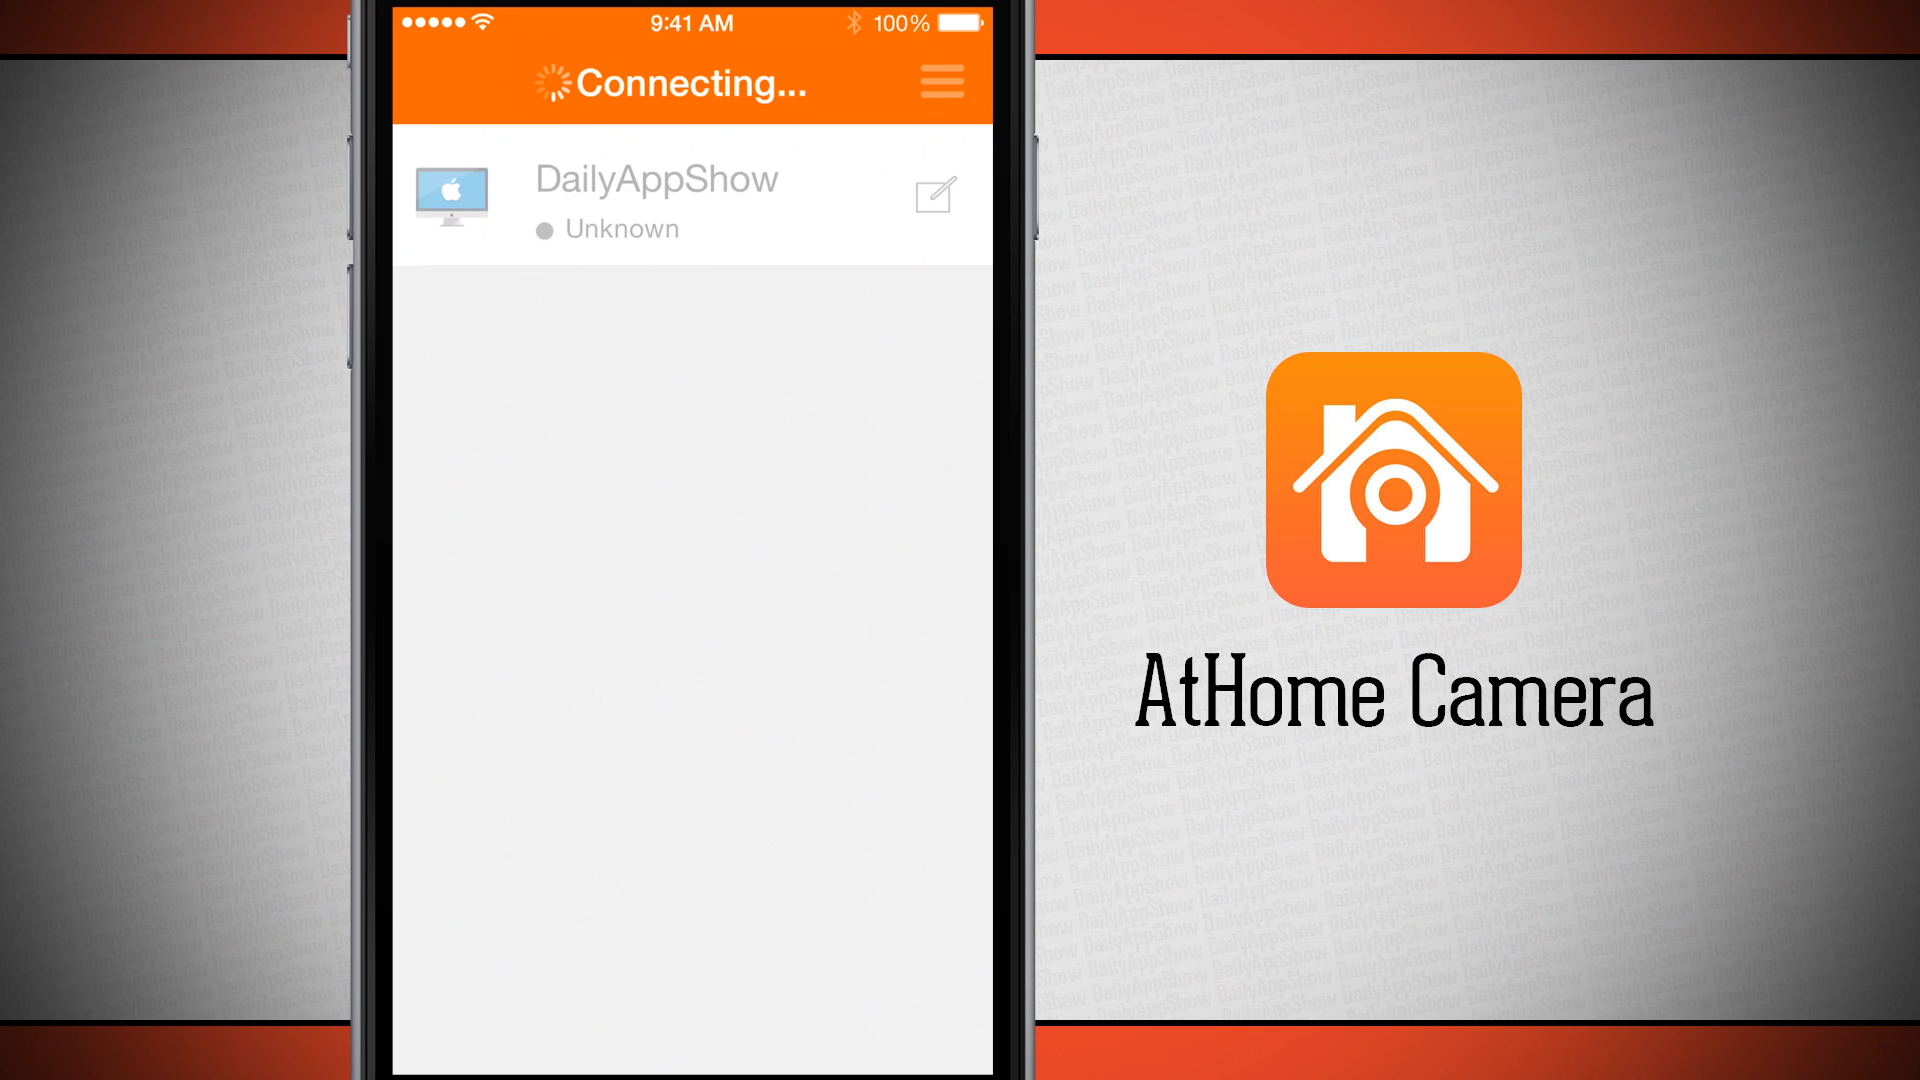 9:41 AM 100%
Connecting...
DailyAppShow
Unknown
AtHome Camera